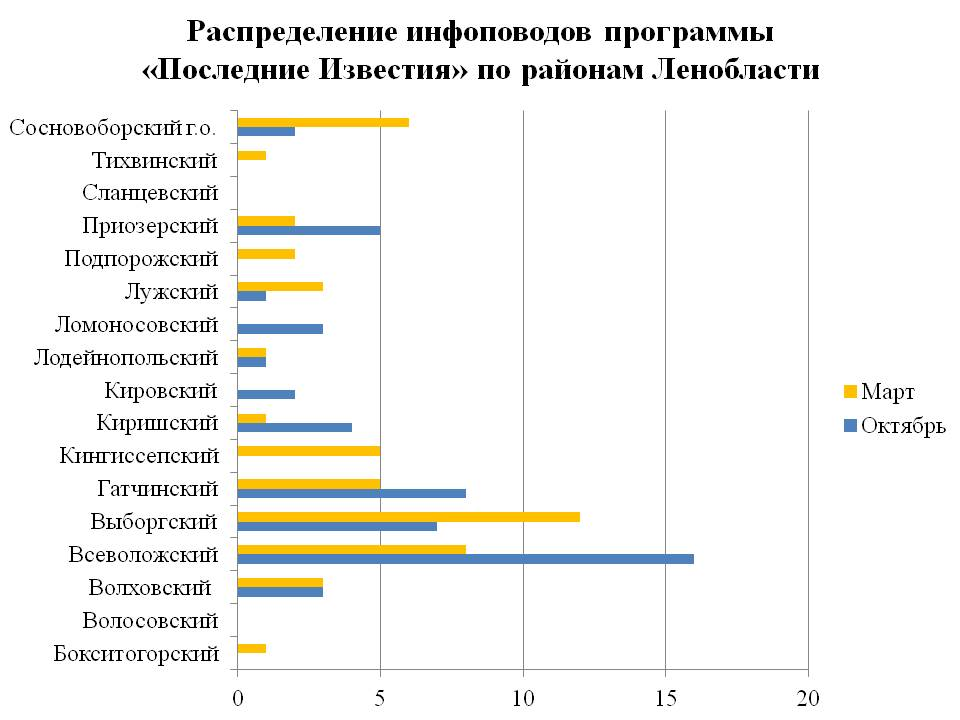 Распределение инфоповодов программы
«Последние Известия» по районам Ленобласти
Сосновоборский г.о.
Тихвинский
Сланцевский
Приозерский
Подпорожский
Лужский
Ломоносовский
Лодейнопольский
Кировский
Киришский
Кингиссепский
Гатчинский
Выборгский
Всеволожский
Волховский
Волосовский
Бокситогорский
Март
Октябрь
0 5 10 15 20